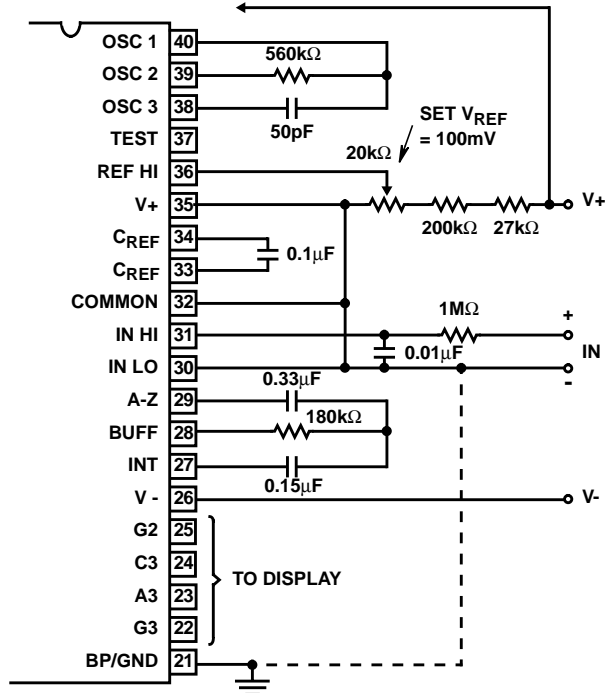 OSC 1 40
560kΩ
OSC 2 39
OSC 3 38
50pF
TEST 37
SET VREF
= 100mV
20kΩ
REF HI 36
V+ 35
V+
200kΩ 27kΩ
CREF 34
0.1µF
CREF 33
COMMON 32
1MΩ
IN HI 31
+
0.01µF
IN
IN LO 30
-
0.33µF
A-Z 29
180kΩ
BUFF 28
INT 27
0.15µF
V - 26
V-
G2 25
C3 24
TO DISPLAY
A3 23
G3 22
BP/GND 21